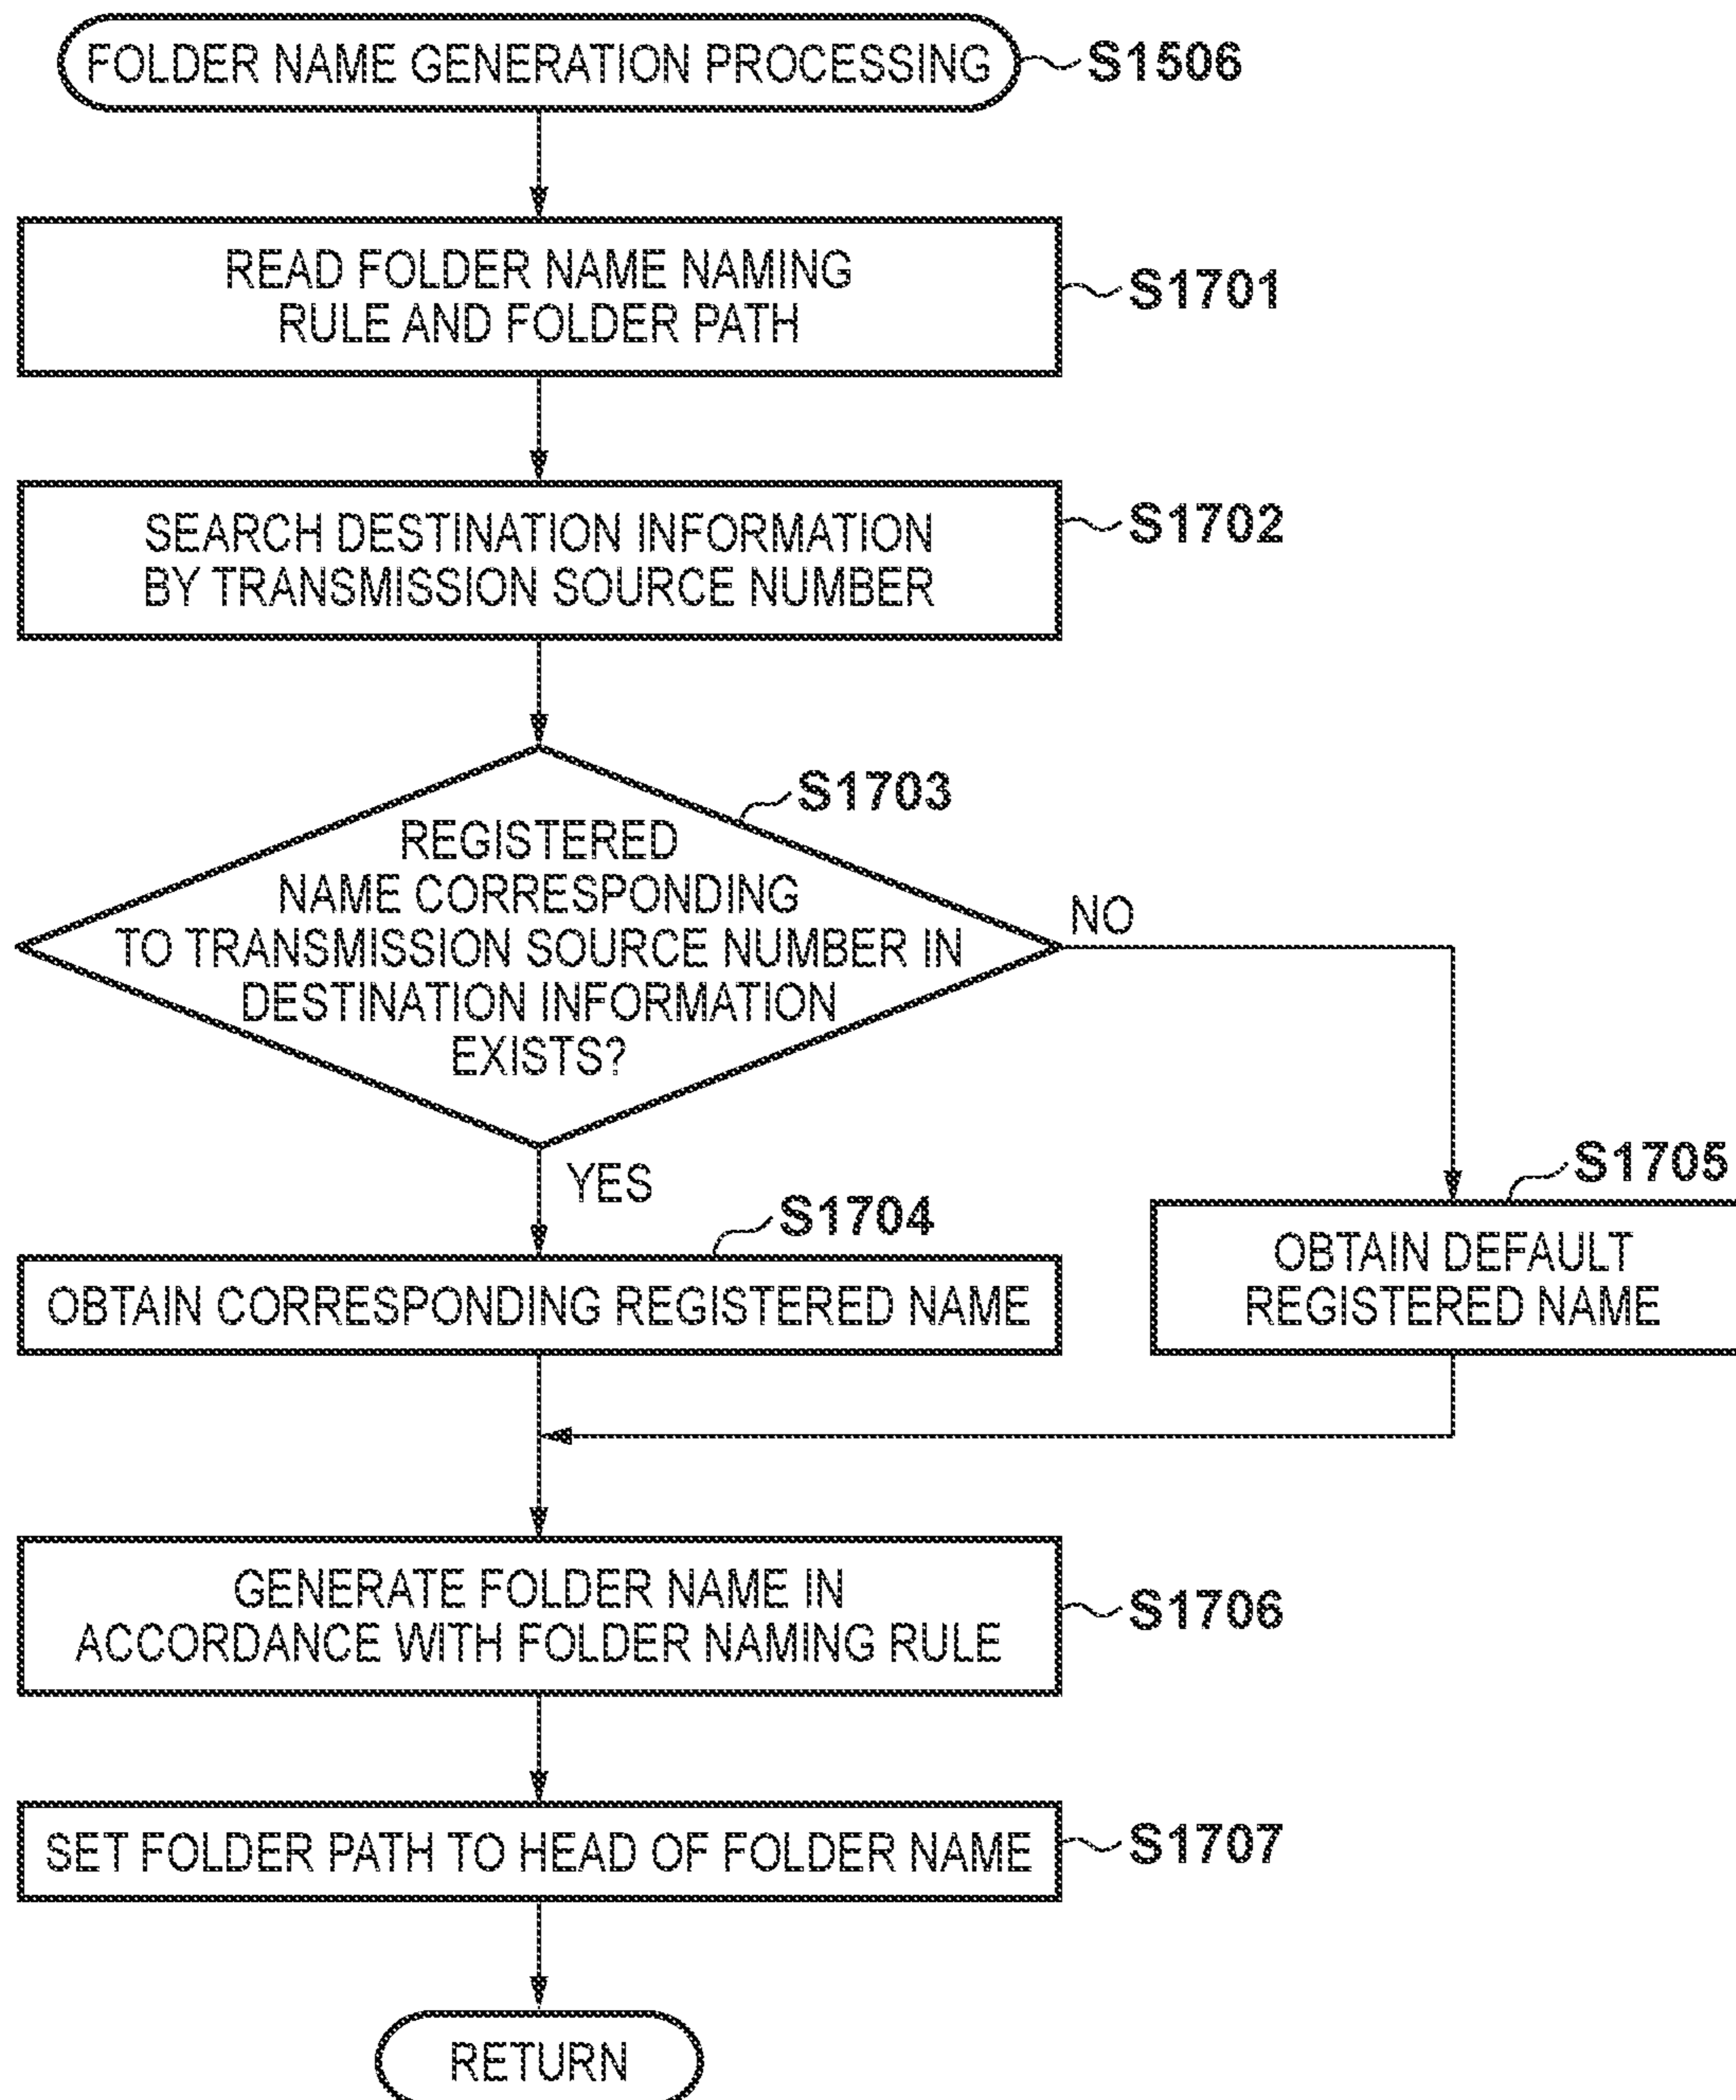 FOLDER NAME GENERATION PROCESSING
S1506
READ FOLDER NAME NAMING
RULE AND FOLDER PATH
S1701
SEARCH DESTINATION INFORMATION
BY TRANSMISSION SOURCE NUMBER
S1702
S1703
REGISTERED
NAME CORRESPONDING
TO TRANSMISSION SOURCE NUMBER IN
DESTINATION INFORMATION
EXISTS?
NO
YES
S1704
OBTAIN CORRESPONDING REGISTERED NAME
S1705
OBTAIN DEFAULT
REGISTERED NAME
GENERATE FOLDER NAME IN
ACCORDANCE WITH FOLDER NAMING RULE
S1706
SET FOLDER PATH TO HEAD OF FOLDER NAME
S1707
RETURN